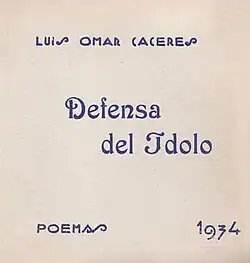 LUIS OMAR CACERES
Defensa
del Idolo
POEMAS 1934